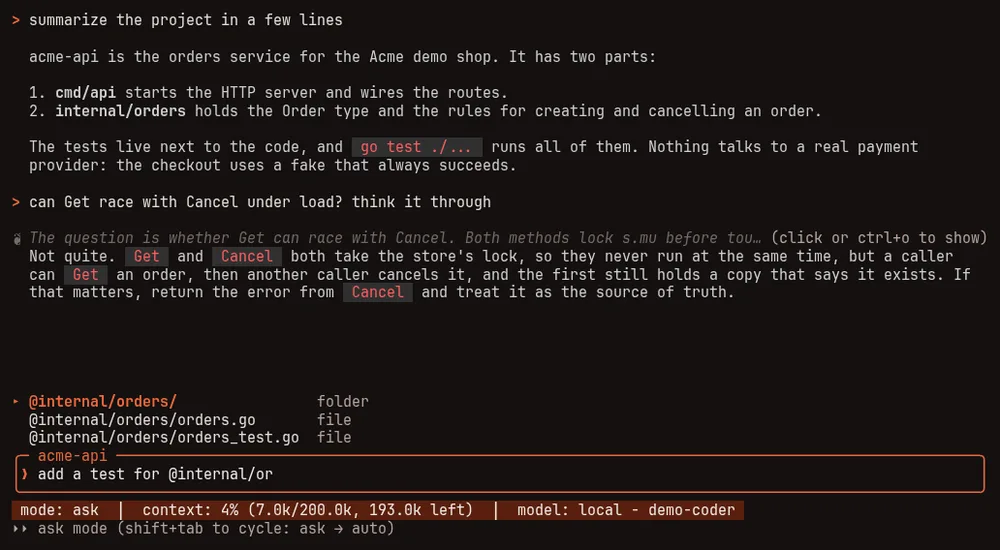 > summarize the project in a few lines
acme-api is the orders service for the Acme demo shop. It has two parts:
1. cmd/api starts the HTTP server and wires the routes.
2. internal/orders holds the Order type and the rules for creating and cancelling an order.
The tests live next to the code, and go test ./... runs all of them. Nothing talks to a real payment
provider: the checkout uses a fake that always succeeds.
> can Get race with Cancel under load? think it through
The question is whether Get can race with Cancel. Both methods lock s.mu before tou… (click or ctrl+o to show)
Not quite. Get and Cancel both take the store's lock, so they never run at the same time, but a caller
can Get an order, then another caller cancels it, and the first still holds a copy that says it exists. If
that matters, return the error from Cancel and treat it as the source of truth.
▸ @internal/orders/ folder
@internal/orders/orders.go file
@internal/orders/orders_test.go file
acme-api
❯ add a test for @internal/or
mode: ask | context: 4% (7.0k/200.0k, 193.0k left) | model: local - demo-coder
▸▸ ask mode (shift+tab to cycle: ask → auto)